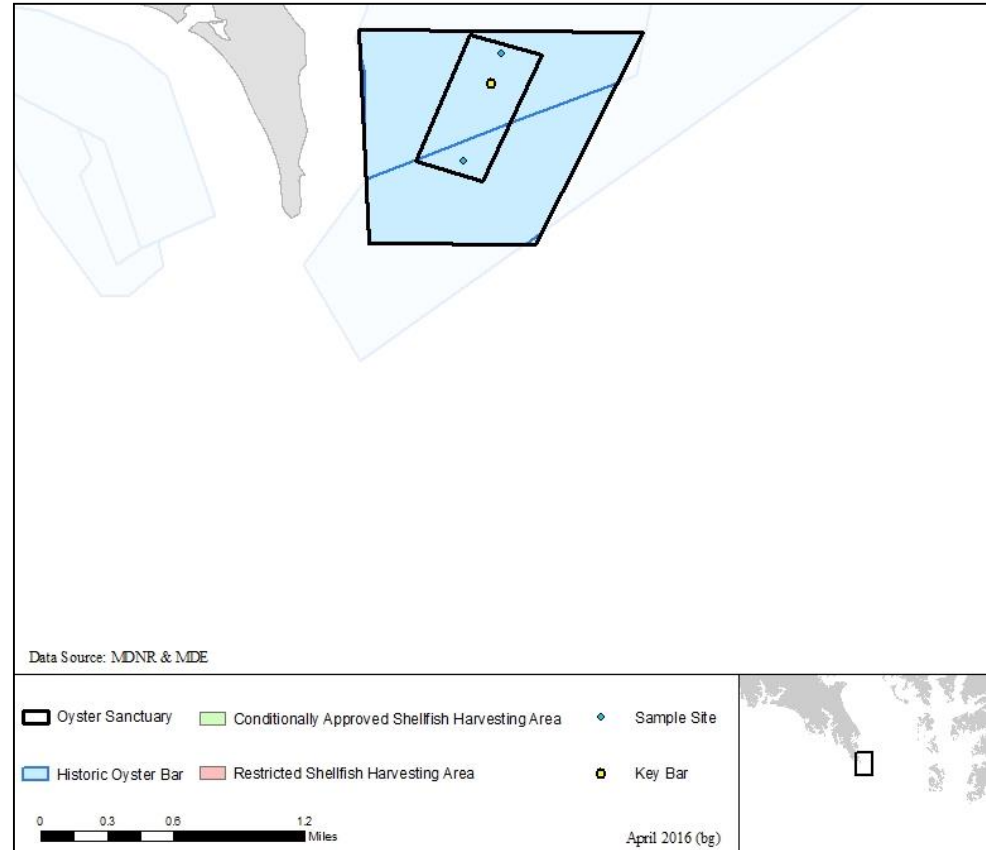 Data Source: MDNR & MDE
Oyster Sanctuary
Conditionally Approved Shellfish Harvesting Area
Sample Site
Historic Oyster Bar
Restricted Shellfish Harvesting Area
Key Bar
0 0.3 0.6 1.2
Miles
April 2016 (bg)